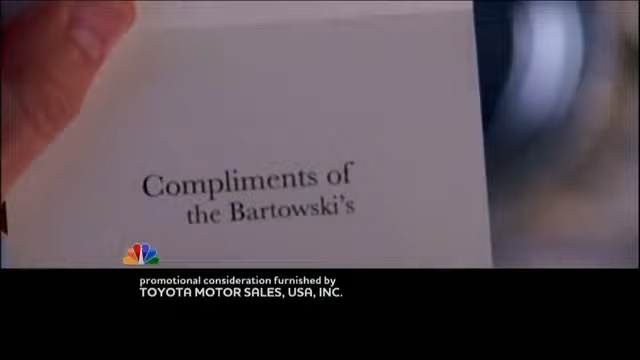 Compliments of
the Bartowski's
promotional consideration furnished by
TOYOTA MOTOR SALES, USA, INC.